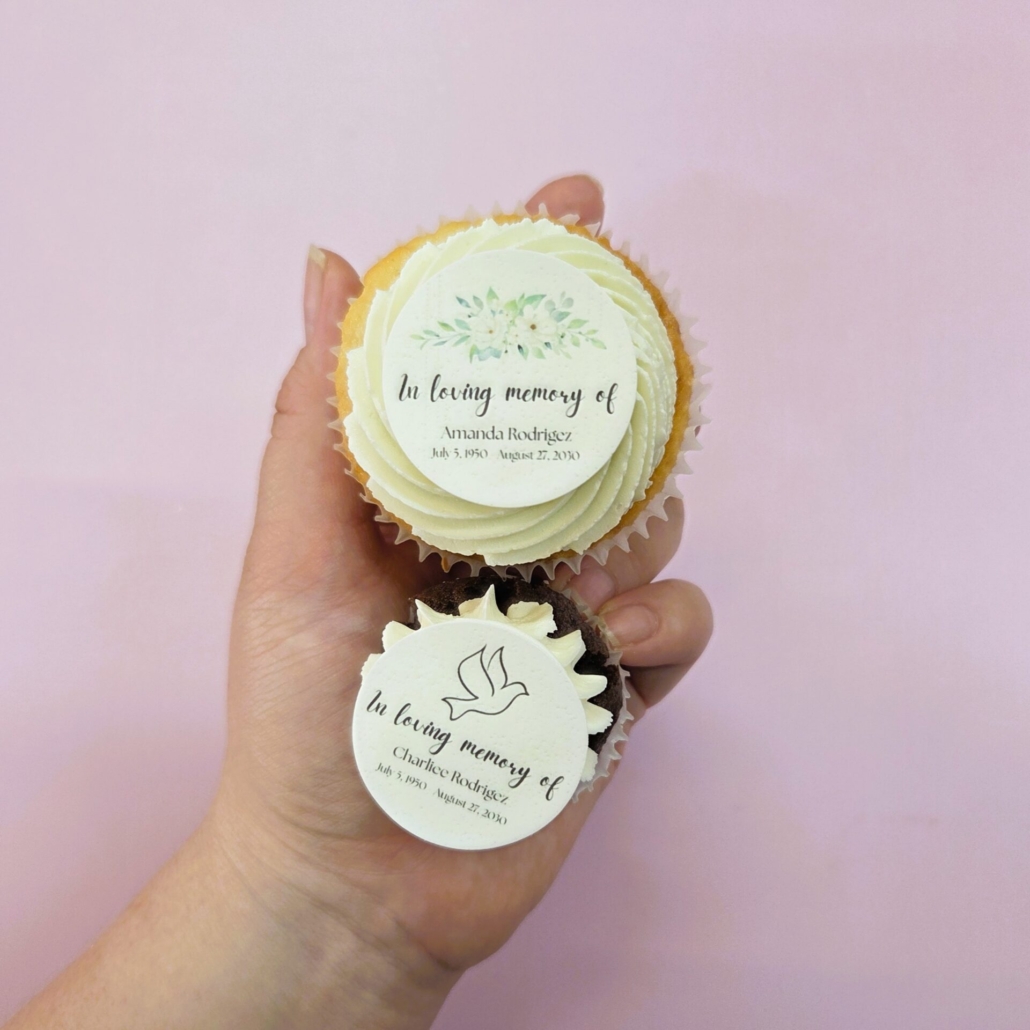 In loving memory of
Amanda Rodrigez
July 5, 1950 August 27, 2030
In loving memory of
Charliee Rodrigez
July 5, 1950 August 27, 2030